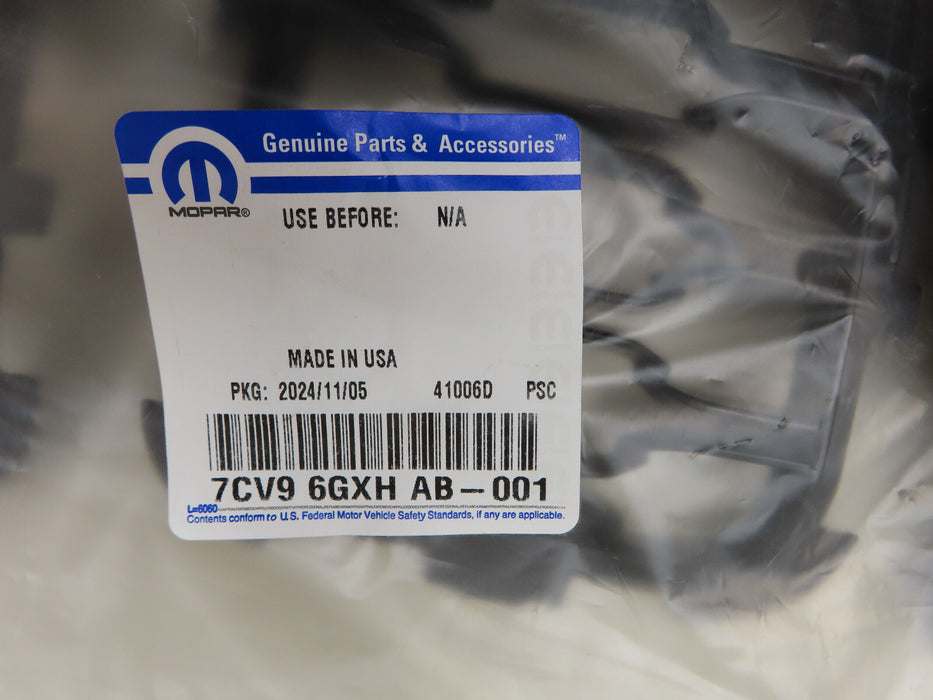 Genuine Parts & Accessories™
MOPAR®
USE BEFORE: N/A
MADE IN USA
PKG: 2024/11/05 41006D PSC
7CV9 6GXH AB-001
L=6060
Contents conform to U.S. Federal Motor Vehicle Safety Standards, if any are applicable.